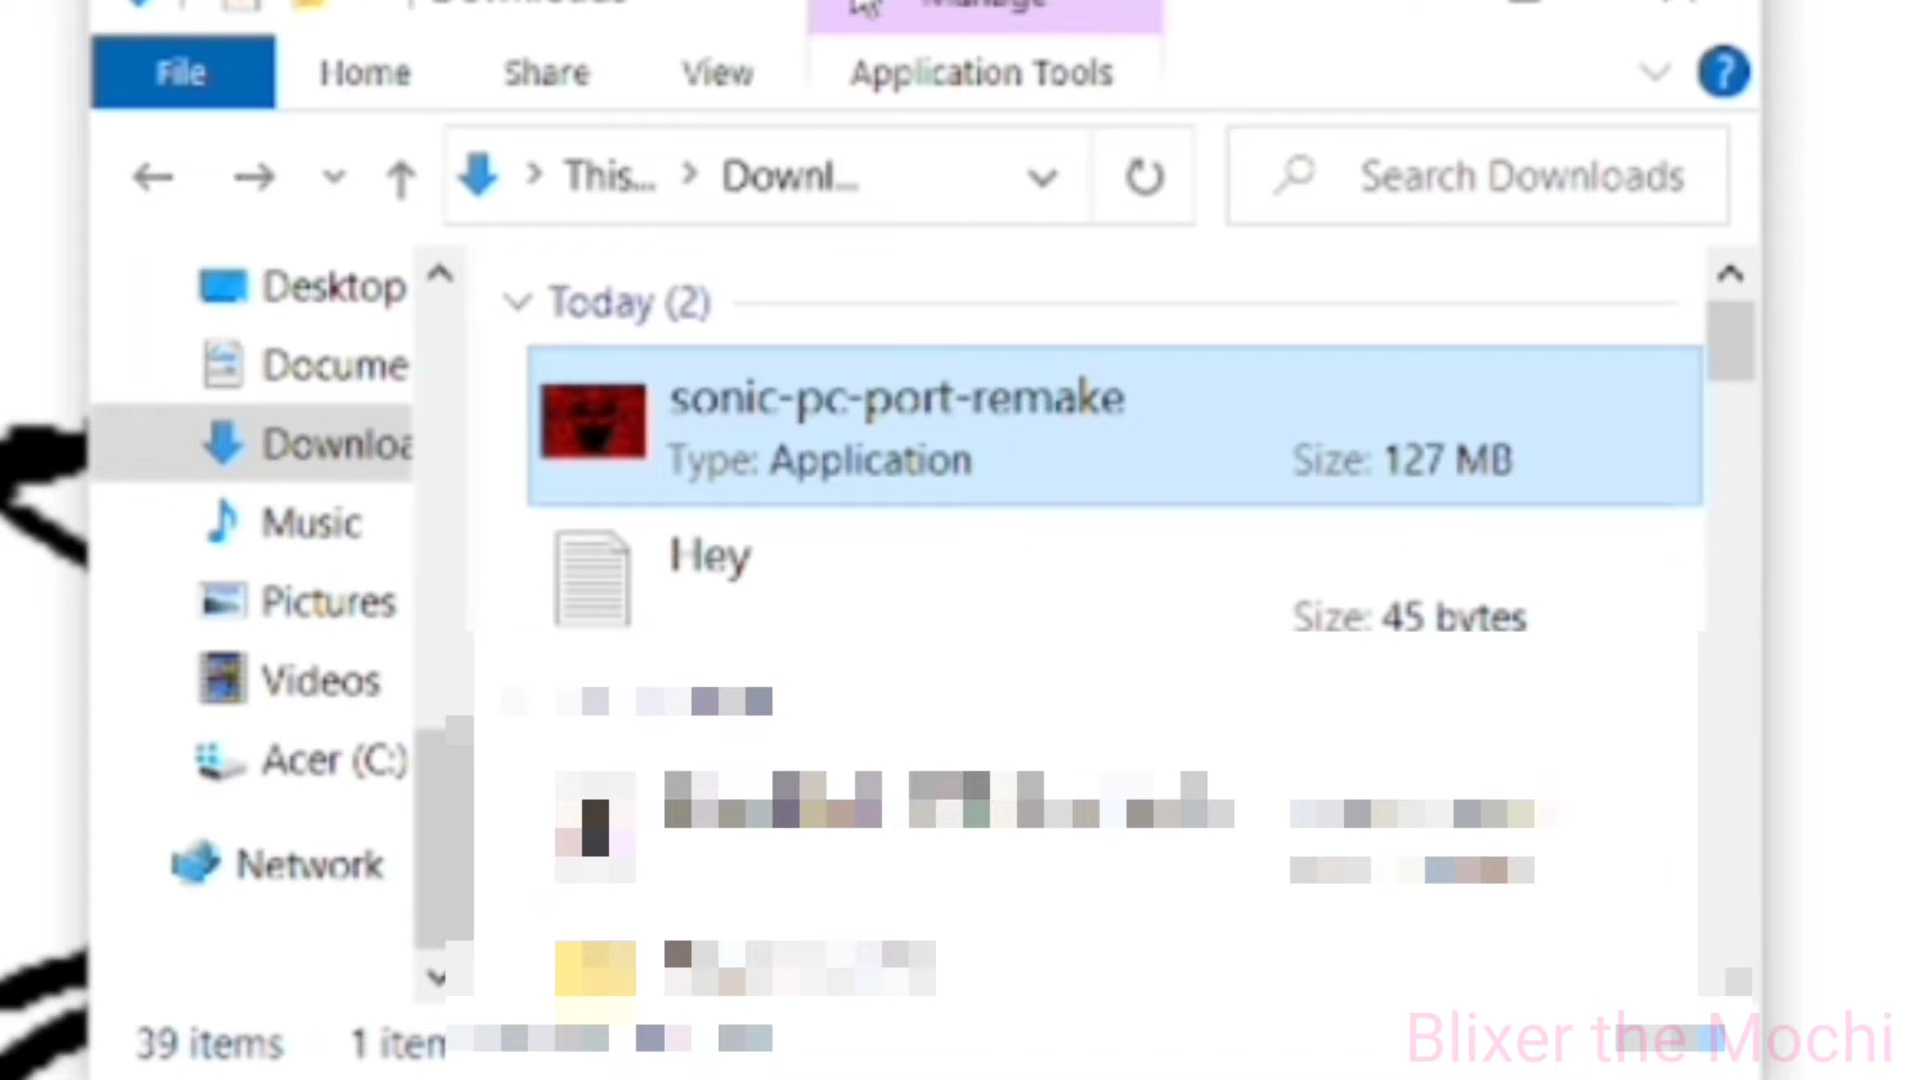 Downloads
Manage
File
Home
Share
View
Application Tools
?
This...
Downl...
Search Downloads
Desktop
Docume
Downloa
Music
Pictures
Videos
Acer (C:)
Network
Today (2)
sonic-pc-port-remake
Type: Application
Size: 127 MB
Hey
Size: 45 bytes
39 items
1 item
Blixer the Mochi